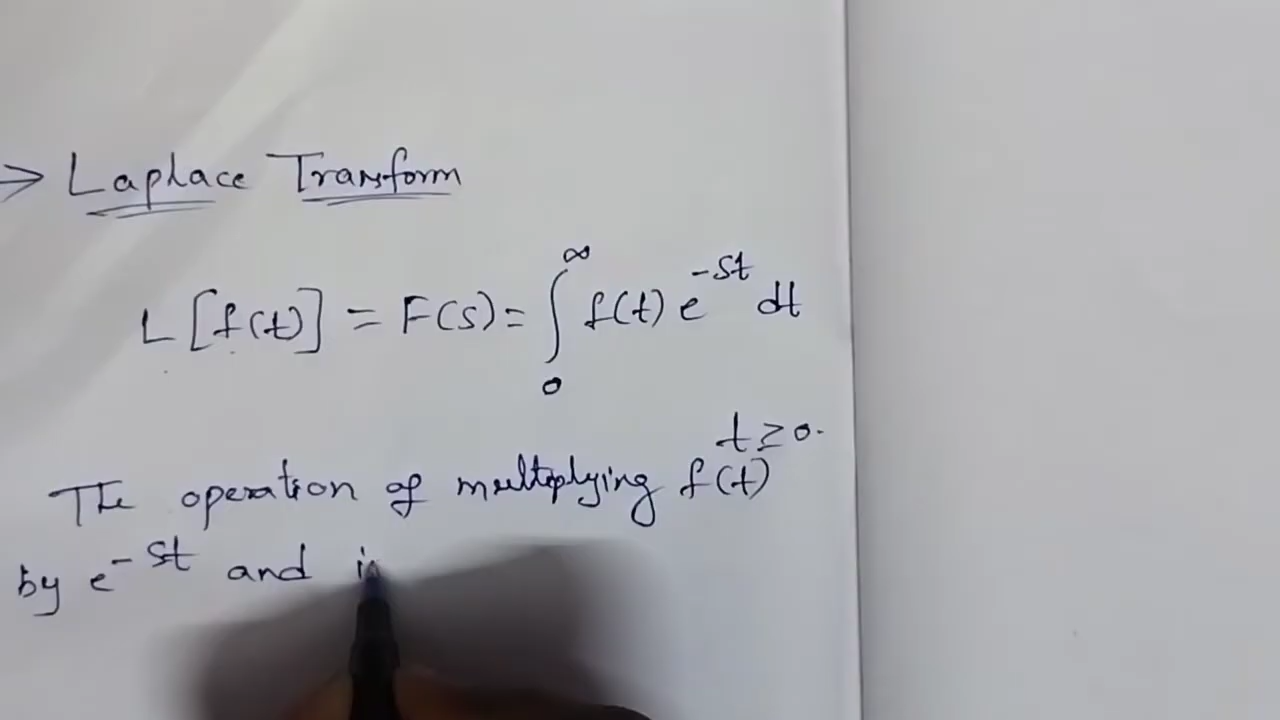 → Laplace Transform
L[f(t)] = F(s) = ∫₀^∞ f(t) e^{-st} dt
t ≥ 0.
The operation of multiplying f(t)
by e^{-st} and